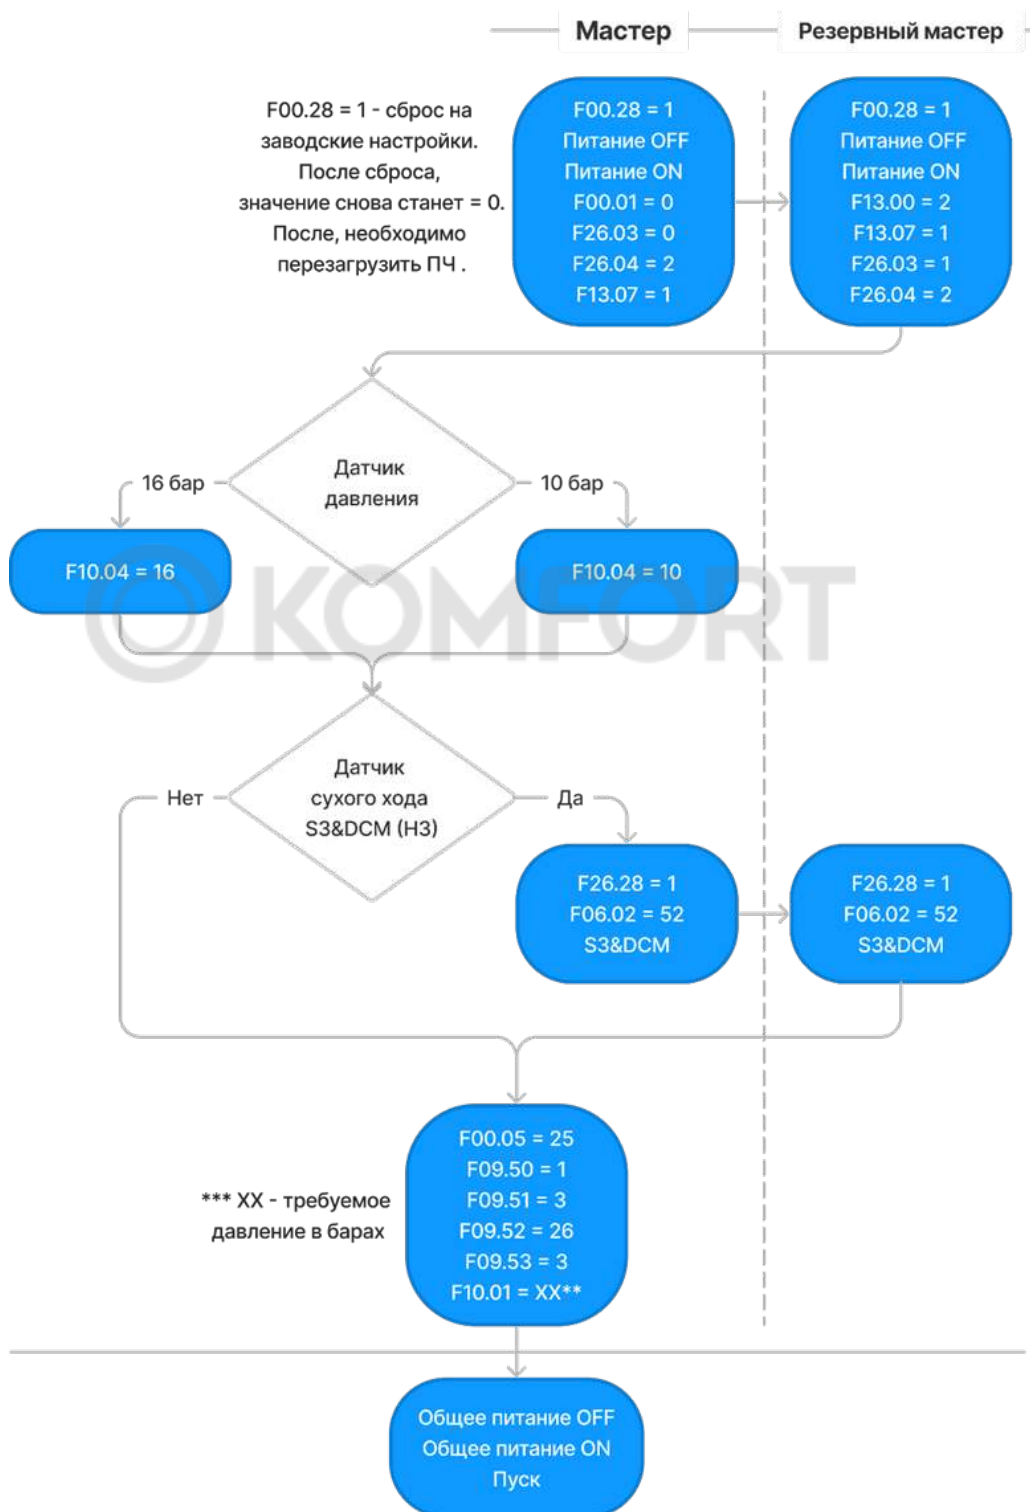 Мастер
Резервный мастер
F00.28 = 1 - сброс на
заводские настройки.
После сброса,
значение снова станет = 0.
После, необходимо
перезагрузить ПЧ .
F00.28 = 1
Питание OFF
Питание ON
F00.01 = 0
F26.03 = 0
F26.04 = 2
F13.07 = 1
F00.28 = 1
Питание OFF
Питание ON
F13.00 = 2
F13.07 = 1
F26.03 = 1
F26.04 = 2
Датчик
давления
16 бар
10 бар
F10.04 = 16
F10.04 = 10
KOMFORT
Датчик
сухого хода
S3&DCM (НЗ)
Нет
Да
F26.28 = 1
F06.02 = 52
S3&DCM
F26.28 = 1
F06.02 = 52
S3&DCM
*** XX - требуемое
давление в барах
F00.05 = 25
F09.50 = 1
F09.51 = 3
F09.52 = 26
F09.53 = 3
F10.01 = XX**
Общее питание OFF
Общее питание ON
Пуск